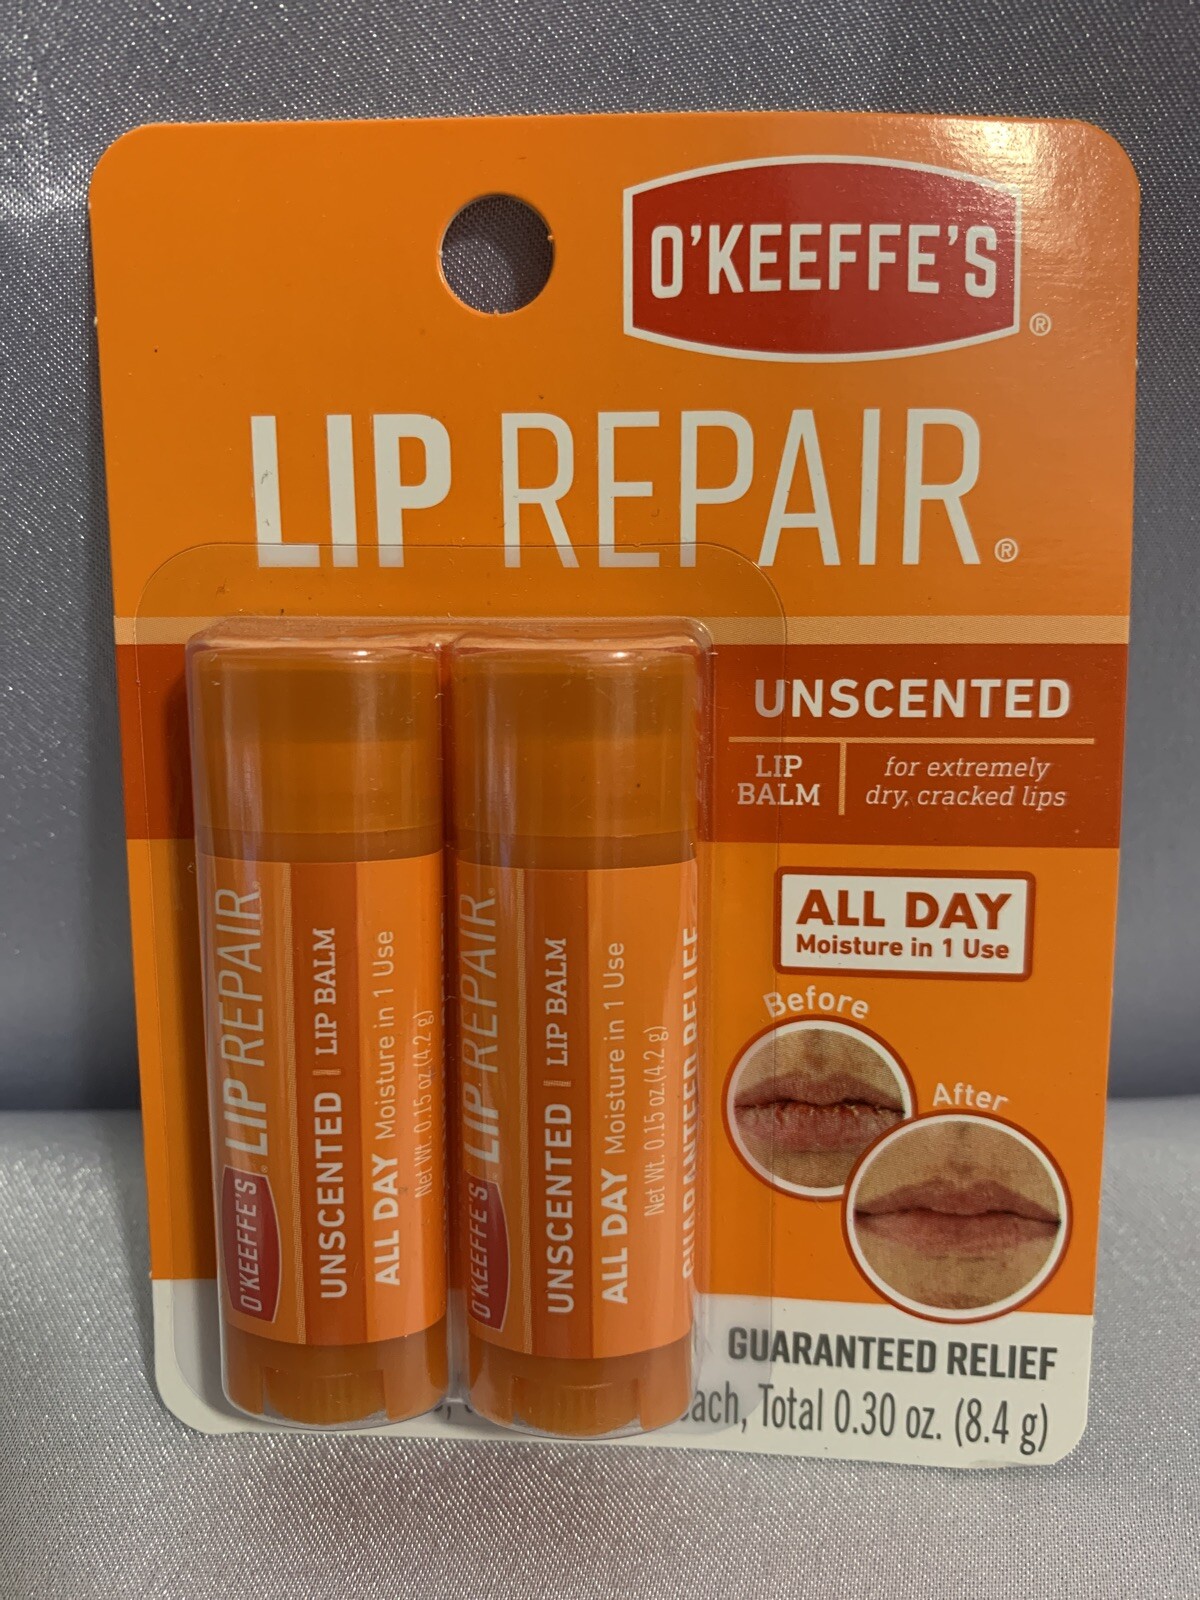 O'KEEFFE'S
®
LIP REPAIR®
UNSCENTED
LIP
BALM
for extremely
dry, cracked lips
ALL DAY
Moisture in 1 Use
Before
After
GUARANTEED RELIEF
Total 0.30 oz. (8.4 g)
O'KEEFFE'S® LIP REPAIR®
UNSCENTED | LIP BALM
ALL DAY Moisture in 1 Use
Net Wt. 0.15 oz.(4.2 g)
O'KEEFFE'S® LIP REPAIR®
UNSCENTED | LIP BALM
ALL DAY Moisture in 1 Use
Net Wt. 0.15 oz.(4.2 g)
GUARANTEED RELIEF